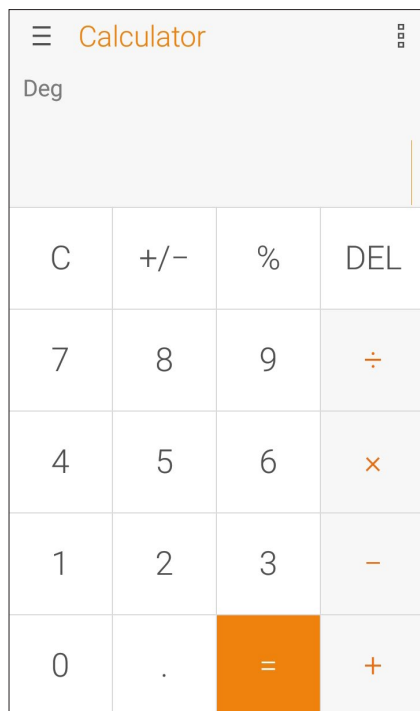 Calculator
Deg
C +/− % DEL
7 8 9 ÷
4 5 6 ×
1 2 3 −
0 . = +